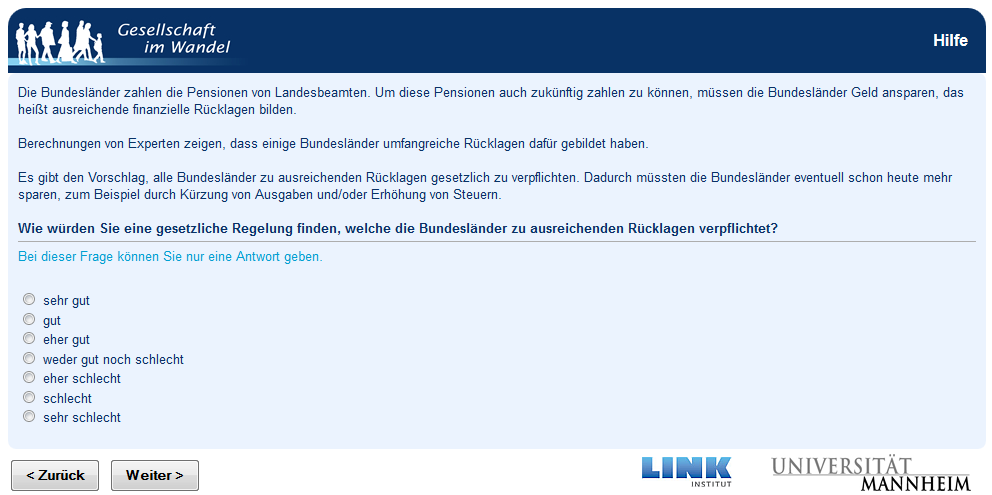 Gesellschaft
im Wandel
Hilfe
Die Bundesländer zahlen die Pensionen von Landesbeamten. Um diese Pensionen auch zukünftig zahlen zu können, müssen die Bundesländer Geld ansparen, das
heißt ausreichende finanzielle Rücklagen bilden.
Berechnungen von Experten zeigen, dass einige Bundesländer umfangreiche Rücklagen dafür gebildet haben.
Es gibt den Vorschlag, alle Bundesländer zu ausreichenden Rücklagen gesetzlich zu verpflichten. Dadurch müssten die Bundesländer eventuell schon heute mehr
sparen, zum Beispiel durch Kürzung von Ausgaben und/oder Erhöhung von Steuern.
Wie würden Sie eine gesetzliche Regelung finden, welche die Bundesländer zu ausreichenden Rücklagen verpflichtet?
Bei dieser Frage können Sie nur eine Antwort geben.
sehr gut
gut
eher gut
weder gut noch schlecht
eher schlecht
schlecht
sehr schlecht
< Zurück Weiter >
LINK
INSTITUT
UNIVERSITÄT
MANNHEIM